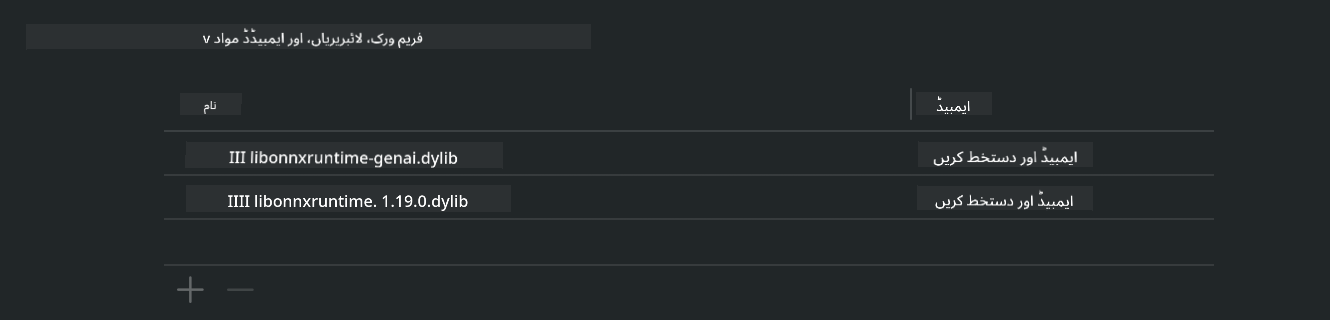 فریم ورک، لائبریریاں، اور ایمبیڈڈ مواد v
نام
ایمبیڈ
III libonnxruntime-genai.dylib
ایمبیڈ اور دستخط کریں
IIII libonnxruntime. 1.19.0.dylib
ایمبیڈ اور دستخط کریں